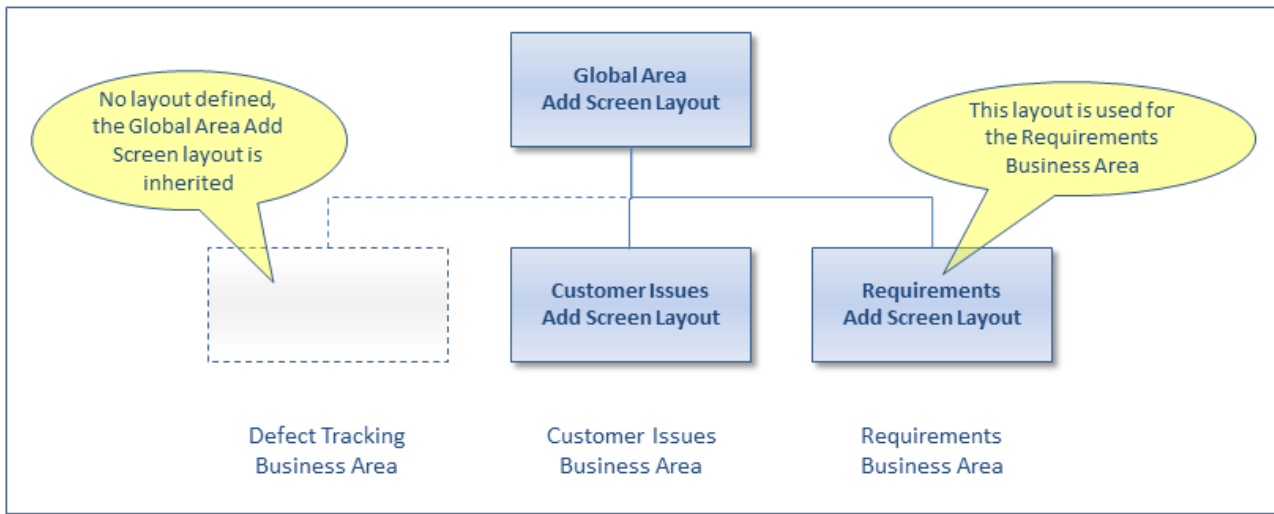 Global Area
Add Screen Layout
No layout defined,
the Global Area Add
Screen layout is
inherited
This layout is used for
the Requirements
Business Area
Customer Issues
Add Screen Layout
Requirements
Add Screen Layout
Defect Tracking
Business Area
Customer Issues
Business Area
Requirements
Business Area